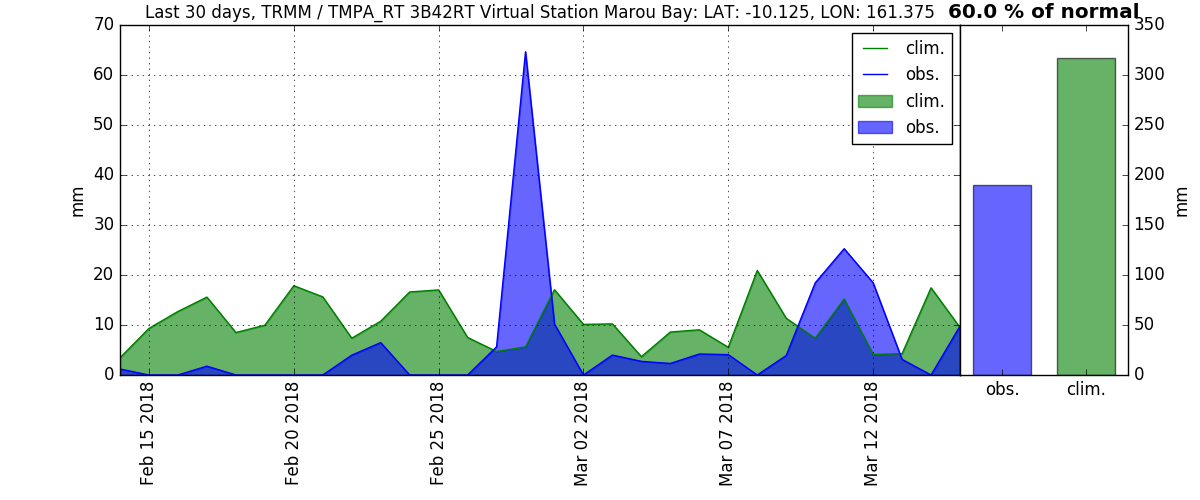 Last 30 days, TRMM / TMPA_RT 3B42RT Virtual Station Marou Bay: LAT: -10.125, LON: 161.375 60.0 % of normal
70
60
50
40
30
20
10
0
mm
clim.
obs.
clim.
obs.
350
300
250
200
150
100
50
0
mm
obs. clim.
Feb 15 2018
Feb 20 2018
Feb 25 2018
Mar 02 2018
Mar 07 2018
Mar 12 2018